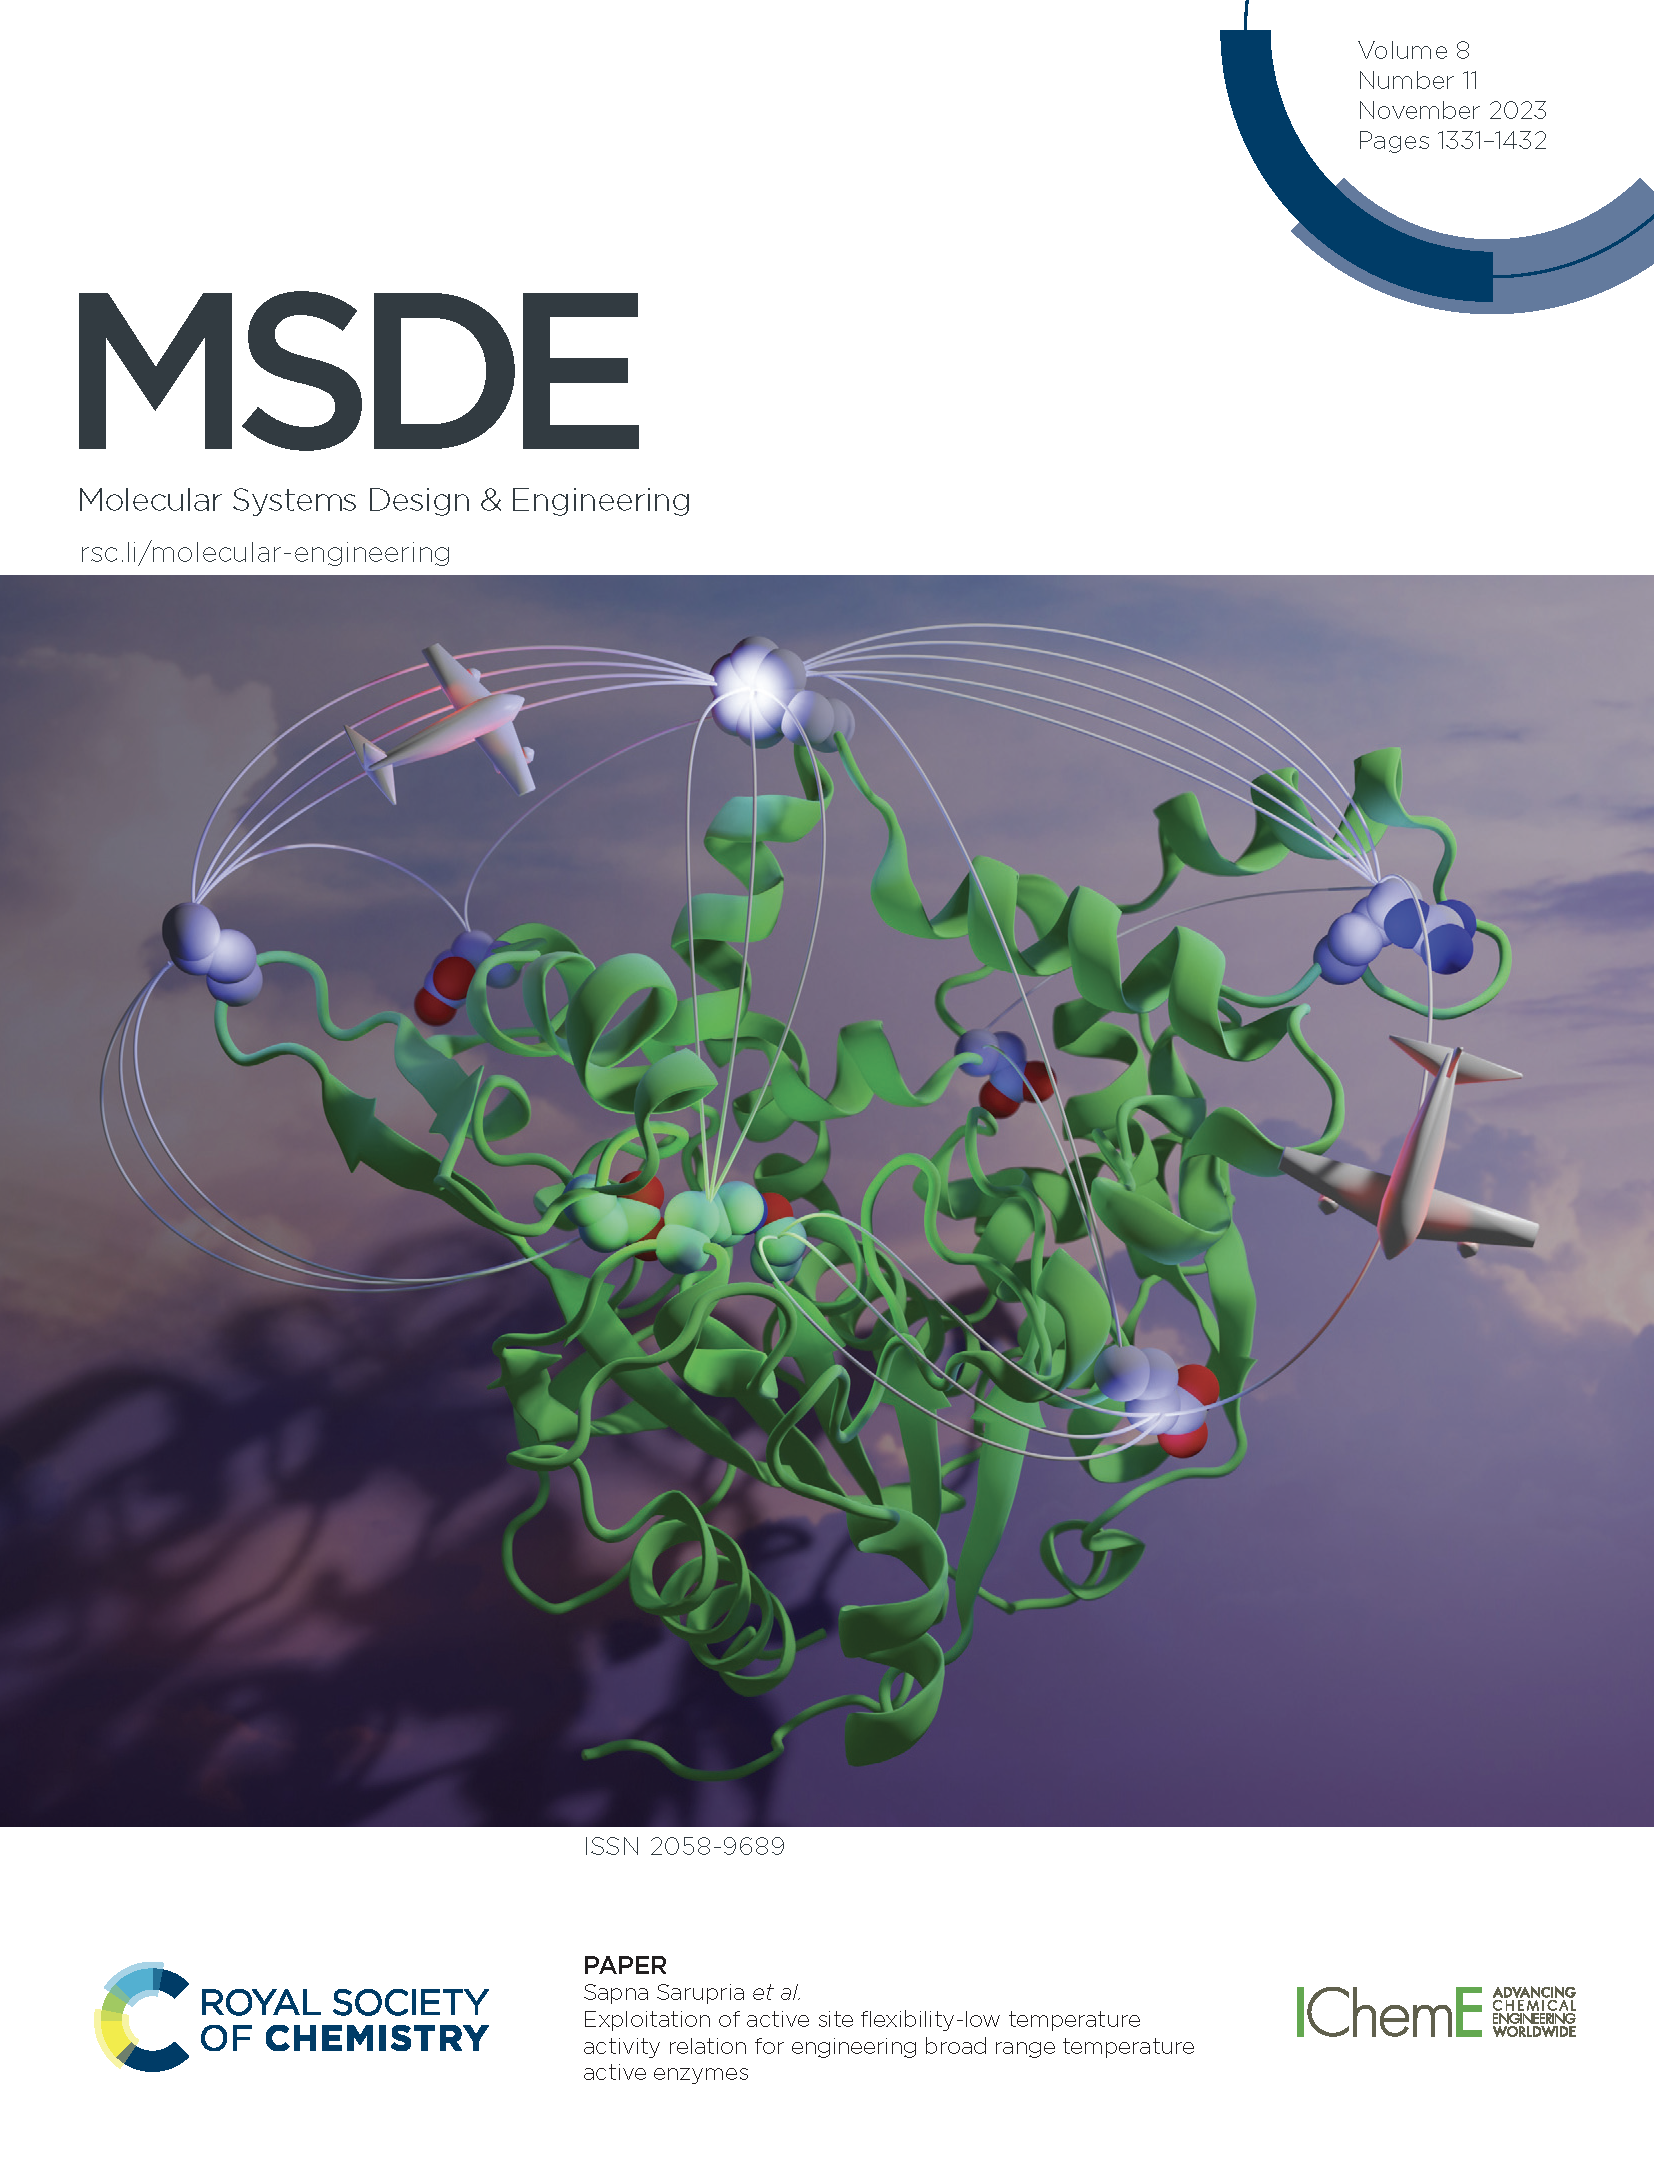 Volume 8
Number 11
November 2023
Pages 1331–1432
MSDE
Molecular Systems Design & Engineering
rsc.li/molecular-engineering
ISSN 2058-9689
ROYAL SOCIETY
OF CHEMISTRY
PAPER
Sapna Sarupria et al.
Exploitation of active site flexibility-low temperature
activity relation for engineering broad range temperature
active enzymes
IChemE
ADVANCING
CHEMICAL
ENGINEERING
WORLDWIDE